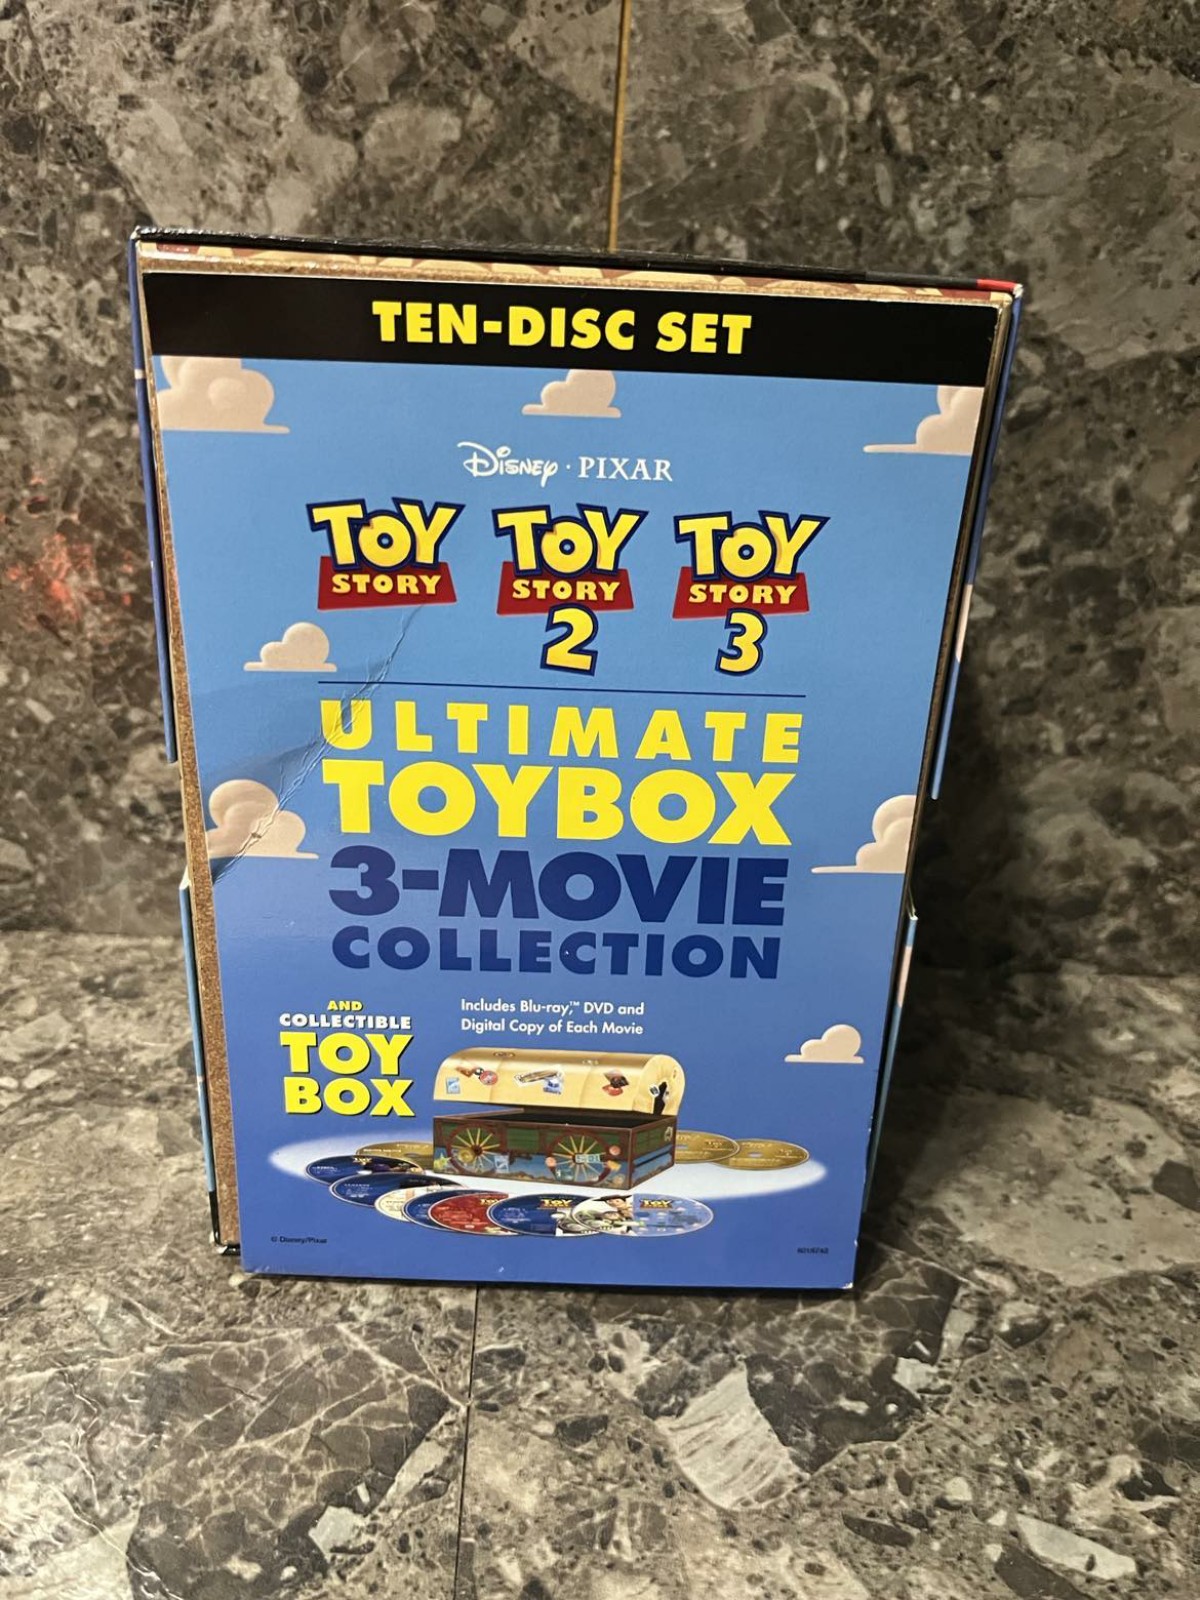 TEN-DISC SET
Disney · PIXAR
TOY STORY
TOY STORY 2
TOY STORY 3
ULTIMATE
TOYBOX
3-MOVIE
COLLECTION
AND
COLLECTIBLE
TOY
BOX
Includes Blu-ray,™ DVD and
Digital Copy of Each Movie
© Disney/Pixar